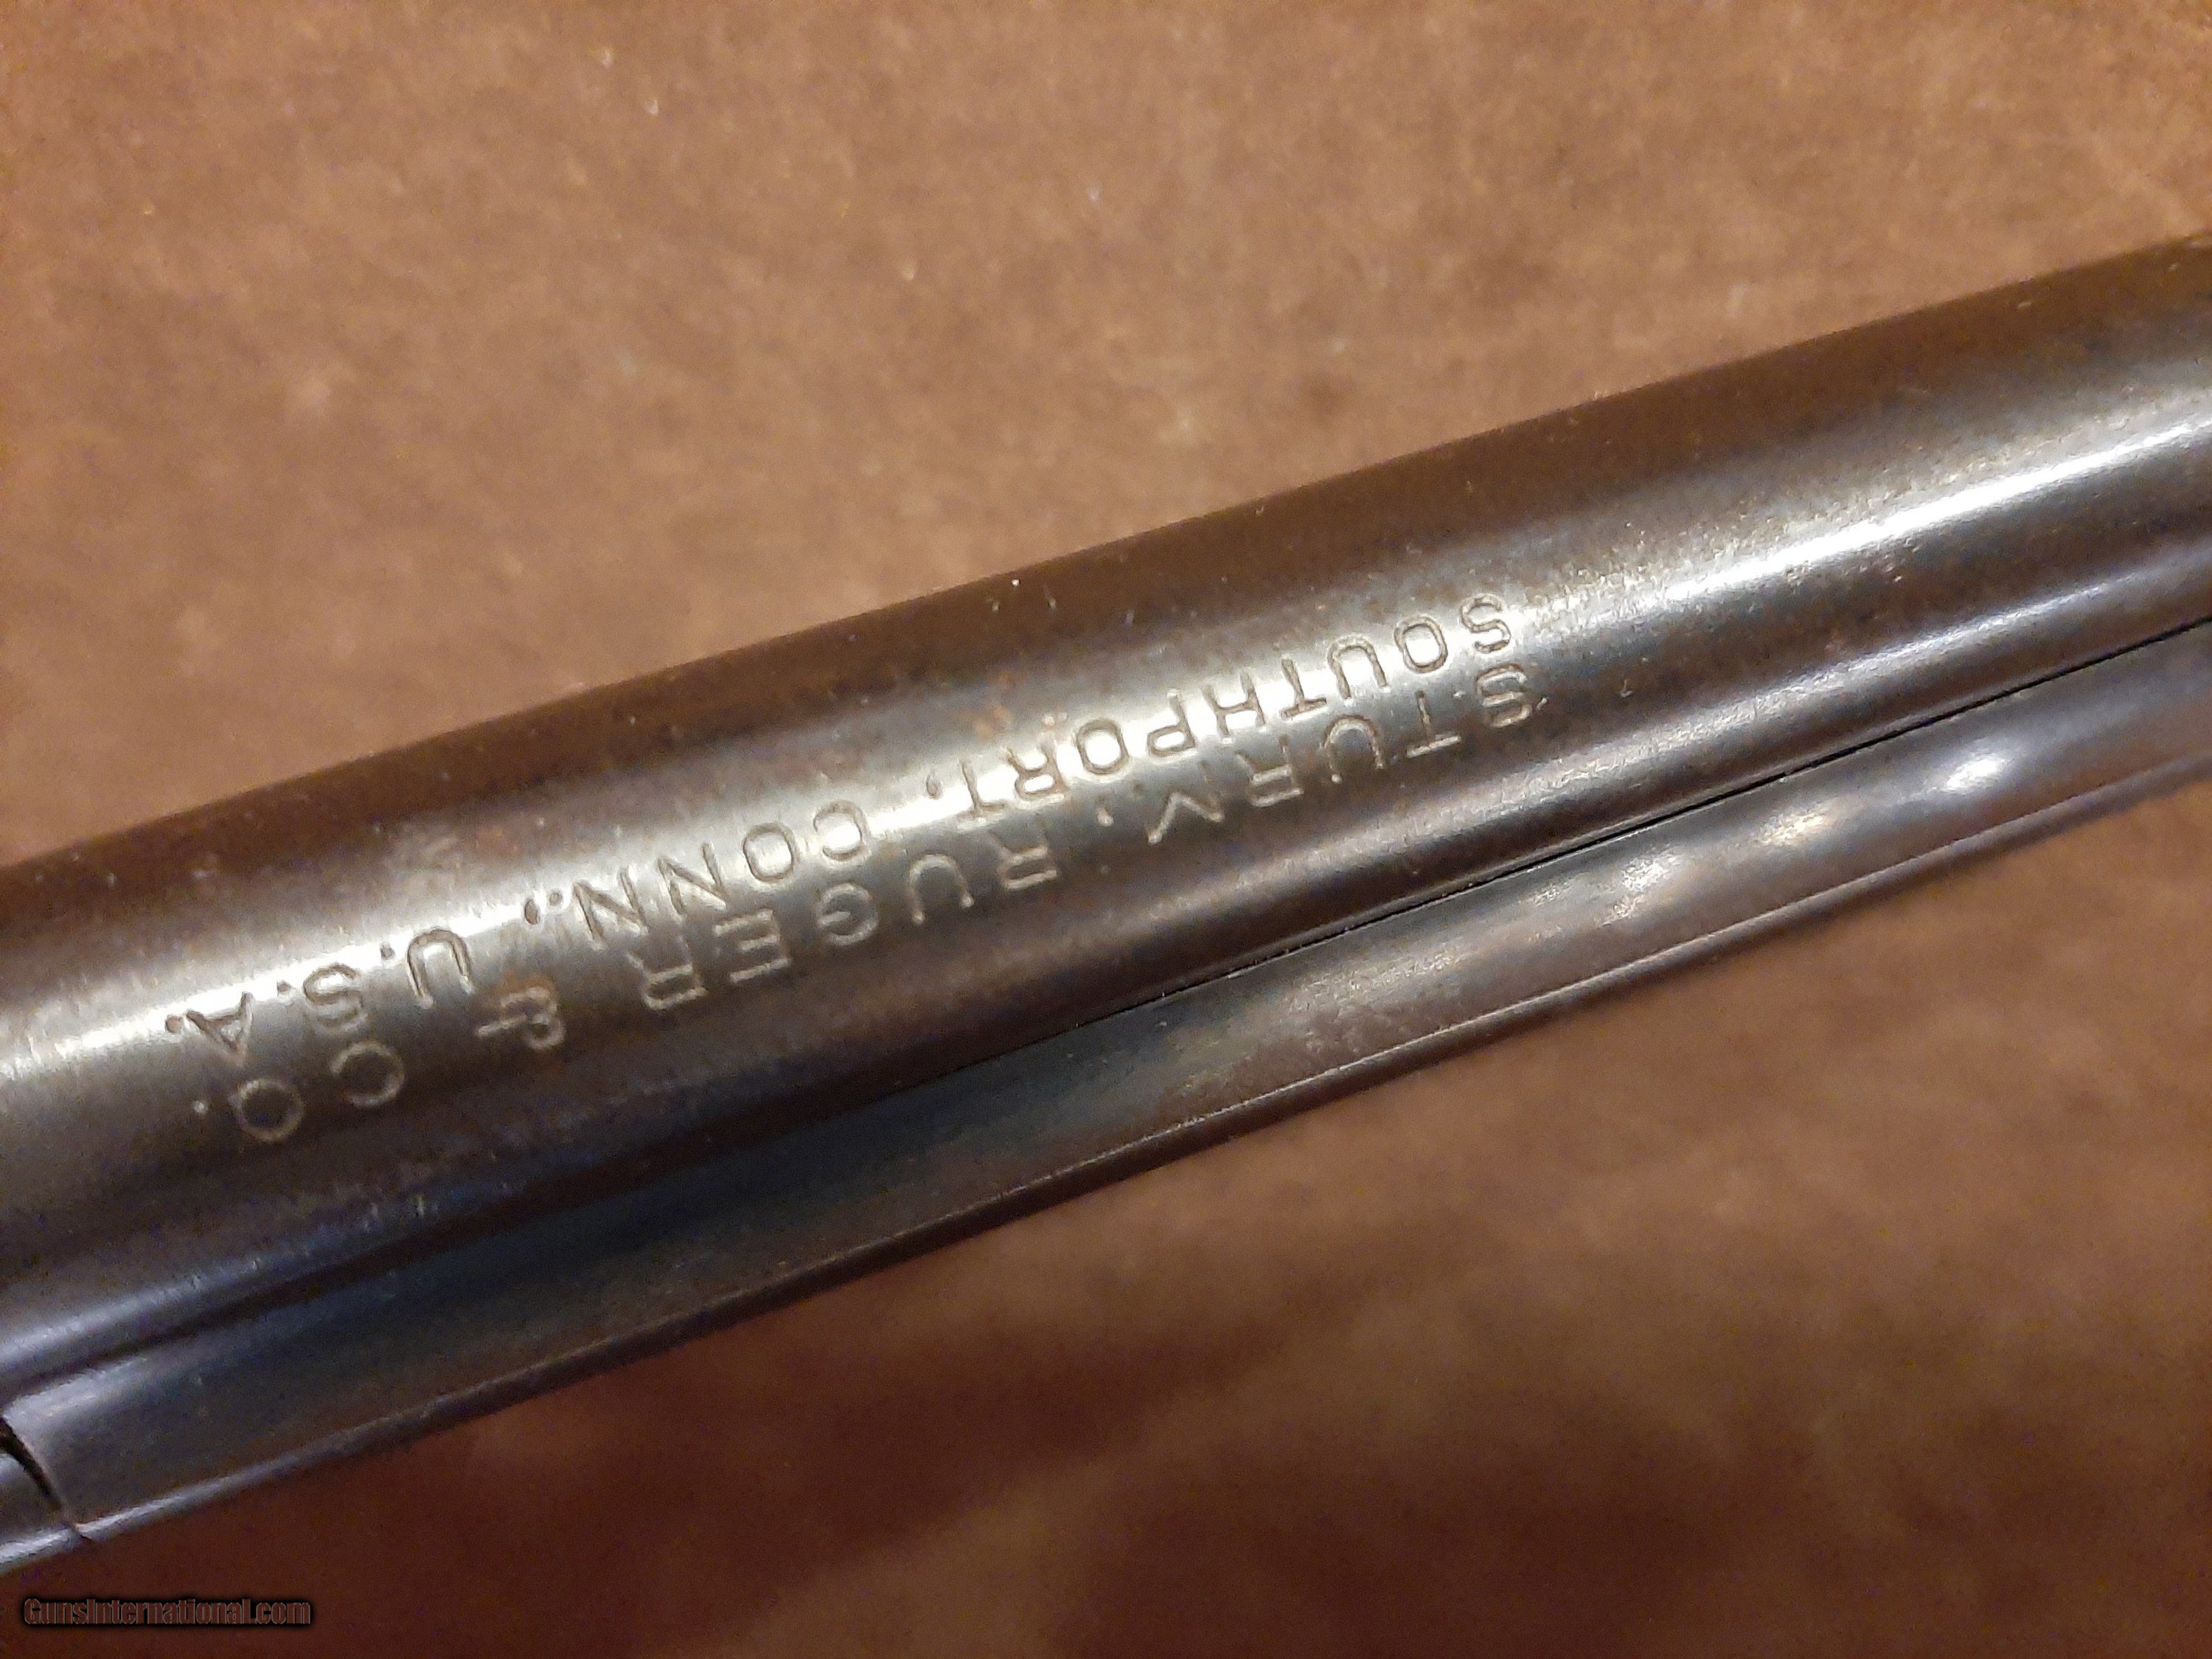 STURM, RUGER & CO.
SOUTHPORT, CONN., U.S.A.
GunsInternational.com